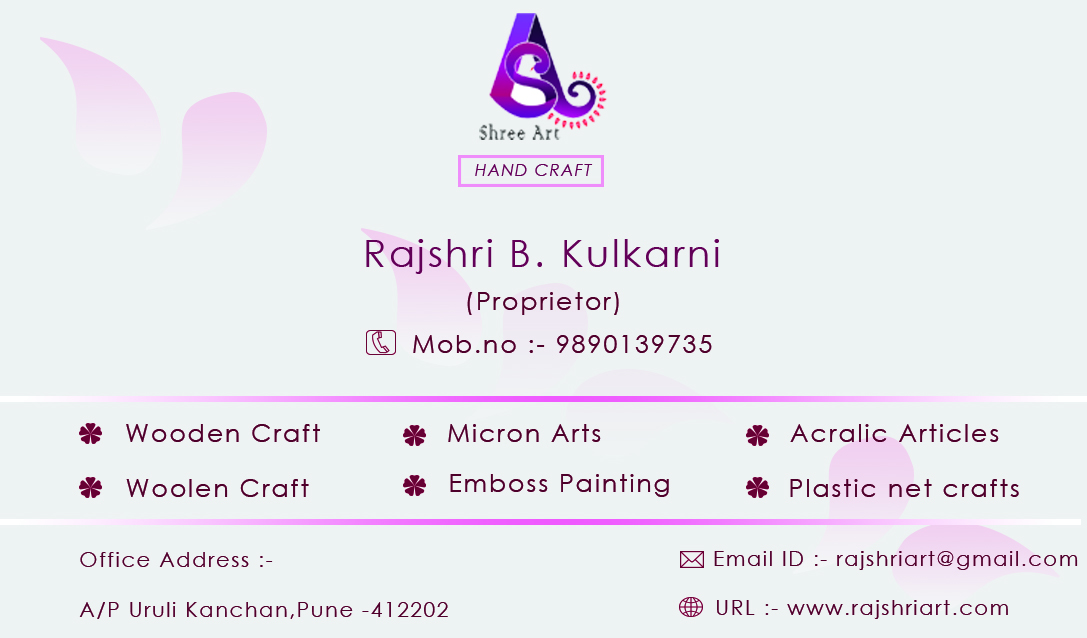 Shree Art
HAND CRAFT
Rajshri B. Kulkarni
(Proprietor)
Mob.no :- 9890139735
Wooden Craft
Micron Arts
Acralic Articles
Woolen Craft
Emboss Painting
Plastic net crafts
Office Address :-
A/P Uruli Kanchan,Pune -412202
Email ID :- rajshriart@gmail.com
URL :- www.rajshriart.com